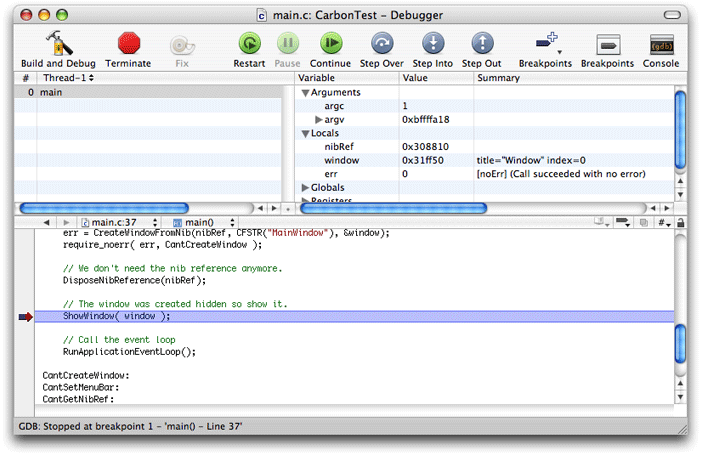 main.c: CarbonTest – Debugger
Build and Debug Terminate Fix Restart Pause Continue Step Over Step Into Step Out Breakpoints Breakpoints (gdb) Console
# Thread-1 Variable Value Summary
0 main
Arguments
argc 1
argv 0xbffffa18
Locals
nibRef 0x308810
window 0x31ff50 title="Window" index=0
err 0 [noErr] (Call succeeded with no error)
Globals
Registers
main.c:37 main() #
err = CreateWindowFromNib(nibRef, CFSTR("MainWindow"), &window);
require_noerr( err, CantCreateWindow );
// We don't need the nib reference anymore.
DisposeNibReference(nibRef);
// The window was created hidden so show it.
ShowWindow( window );
// Call the event loop
RunApplicationEventLoop();
CantCreateWindow:
CantSetMenuBar:
CantGetNibRef:
GDB: Stopped at breakpoint 1 – 'main() – Line 37'